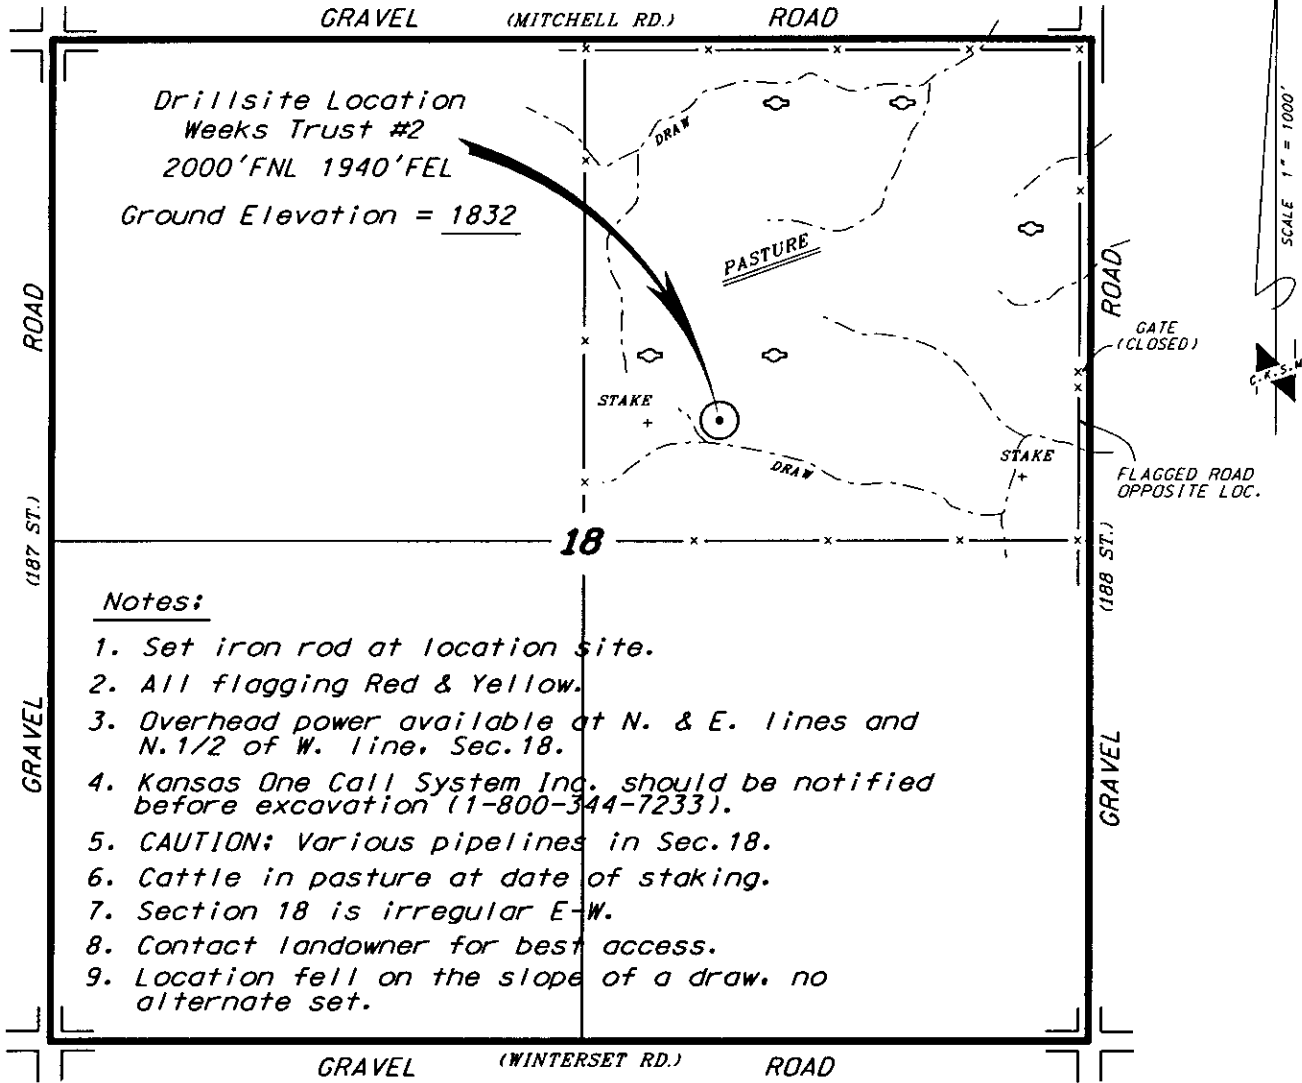 GRAVEL (MITCHELL RD.) ROAD
Drillsite Location
Weeks Trust #2
2000'FNL 1940'FEL
Ground Elevation = 1832
DRAW
PASTURE
SCALE 1" = 1000'
ROAD
ROAD
GATE
(CLOSED)
C.K.S.M
STAKE
STAKE
DRAW
FLAGGED ROAD
OPPOSITE LOC.
(187 ST.)
18
(188 ST.)
Notes:
1. Set iron rod at location site.
2. All flagging Red & Yellow.
3. Overhead power available at N. & E. lines and
N.1/2 of W. line, Sec.18.
4. Kansas One Call System Inc. should be notified
before excavation (1-800-344-7233).
5. CAUTION: Various pipelines in Sec.18.
6. Cattle in pasture at date of staking.
7. Section 18 is irregular E-W.
8. Contact landowner for best access.
9. Location fell on the slope of a draw, no
alternate set.
GRAVEL
GRAVEL
GRAVEL (WINTERSET RD.) ROAD